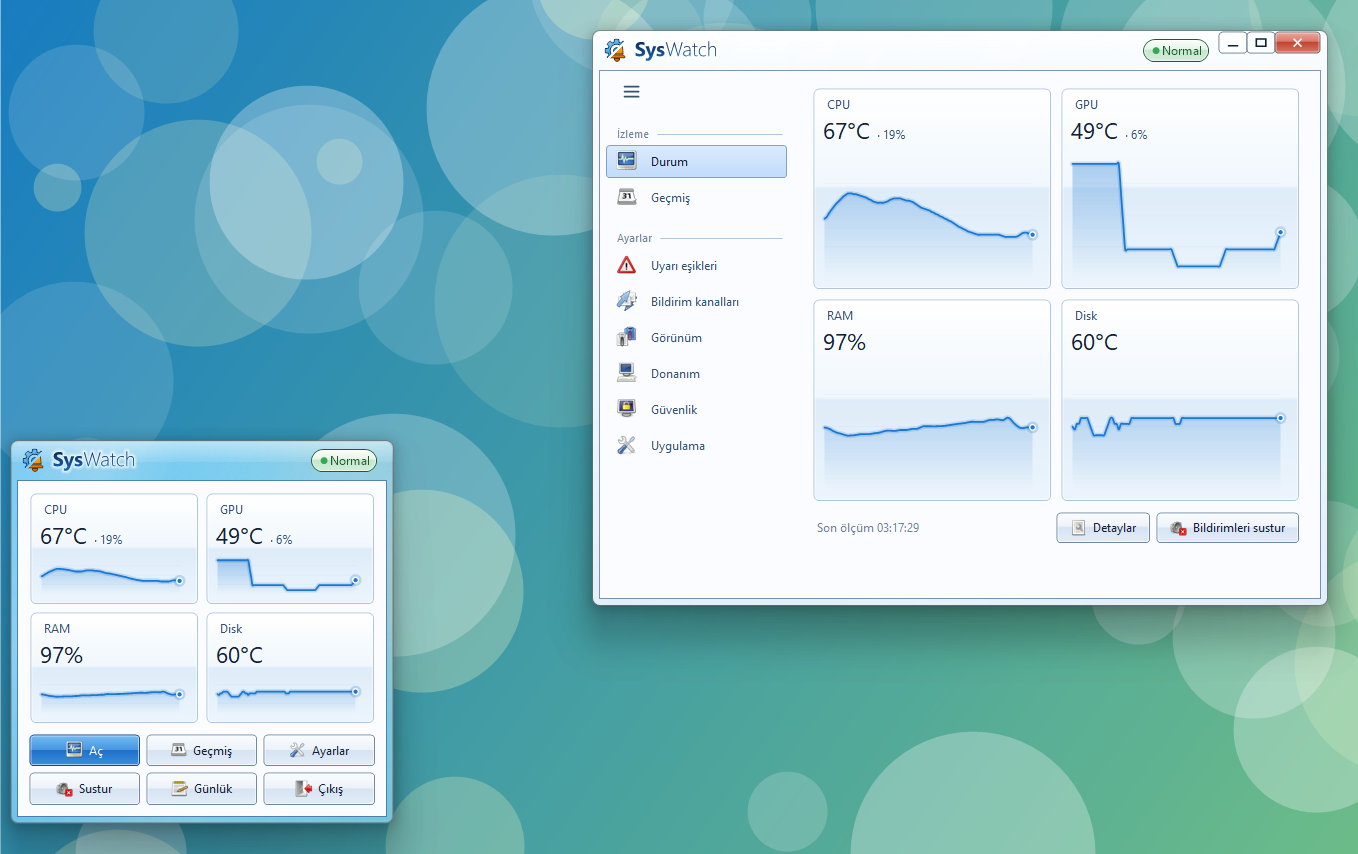 SysWatch
Normal
İzleme
Durum
31 Geçmiş
Ayarlar
Uyarı eşikleri
Bildirim kanalları
Görünüm
Donanım
Güvenlik
Uygulama
CPU
67°C · 19%
GPU
49°C · 6%
RAM
97%
Disk
60°C
Son ölçüm 03:17:29
Detaylar
Bildirimleri sustur
SysWatch
Normal
CPU
67°C · 19%
GPU
49°C · 6%
RAM
97%
Disk
60°C
Aç
31 Geçmiş
Ayarlar
Sustur
Günlük
Çıkış